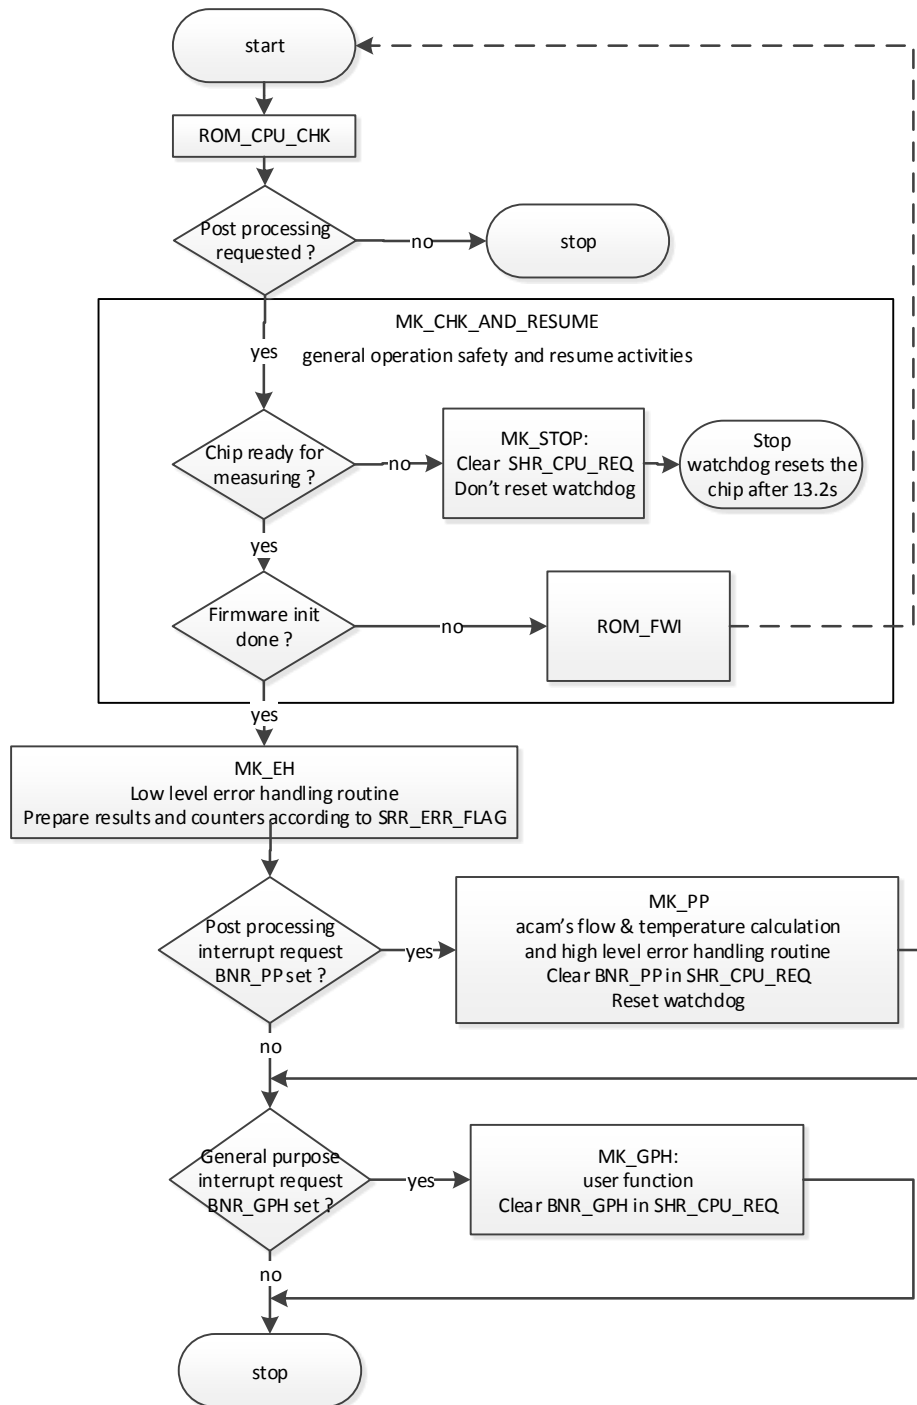 start
ROM_CPU_CHK
Post processing
requested ?
no
stop
MK_CHK_AND_RESUME
yes
general operation safety and resume activities
Chip ready for
measuring ?
no
MK_STOP:
Clear SHR_CPU_REQ
Don't reset watchdog
Stop
watchdog resets the
chip after 13.2s
yes
Firmware init
done ?
no
ROM_FWI
yes
MK_EH
Low level error handling routine
Prepare results and counters according to SRR_ERR_FLAG
Post processing
interrupt request
BNR_PP set ?
yes
MK_PP
acam's flow & temperature calculation
and high level error handling routine
Clear BNR_PP in SHR_CPU_REQ
Reset watchdog
no
General purpose
interrupt request
BNR_GPH set ?
yes
MK_GPH:
user function
Clear BNR_GPH in SHR_CPU_REQ
no
stop